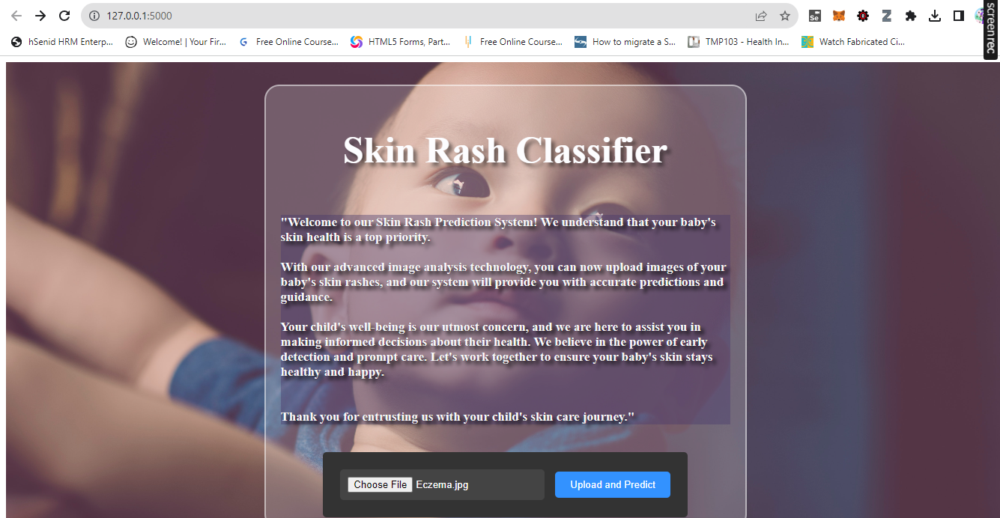 127.0.0.1:5000
Se
Z
screenrec
hSenid HRM Enterp...
Welcome! | Your Fir...
G
Free Online Course...
HTML5 Forms, Part...
Free Online Course...
How to migrate a S...
TMP103 - Health In...
Watch Fabricated Ci...
Skin Rash Classifier
"Welcome to our Skin Rash Prediction System! We understand that your baby's
skin health is a top priority.
With our advanced image analysis technology, you can now upload images of your
baby's skin rashes, and our system will provide you with accurate predictions and
guidance.
Your child's well-being is our utmost concern, and we are here to assist you in
making informed decisions about their health. We believe in the power of early
detection and prompt care. Let's work together to ensure your baby's skin stays
healthy and happy.
Thank you for entrusting us with your child's skin care journey."
Choose File Eczema.jpg
Upload and Predict